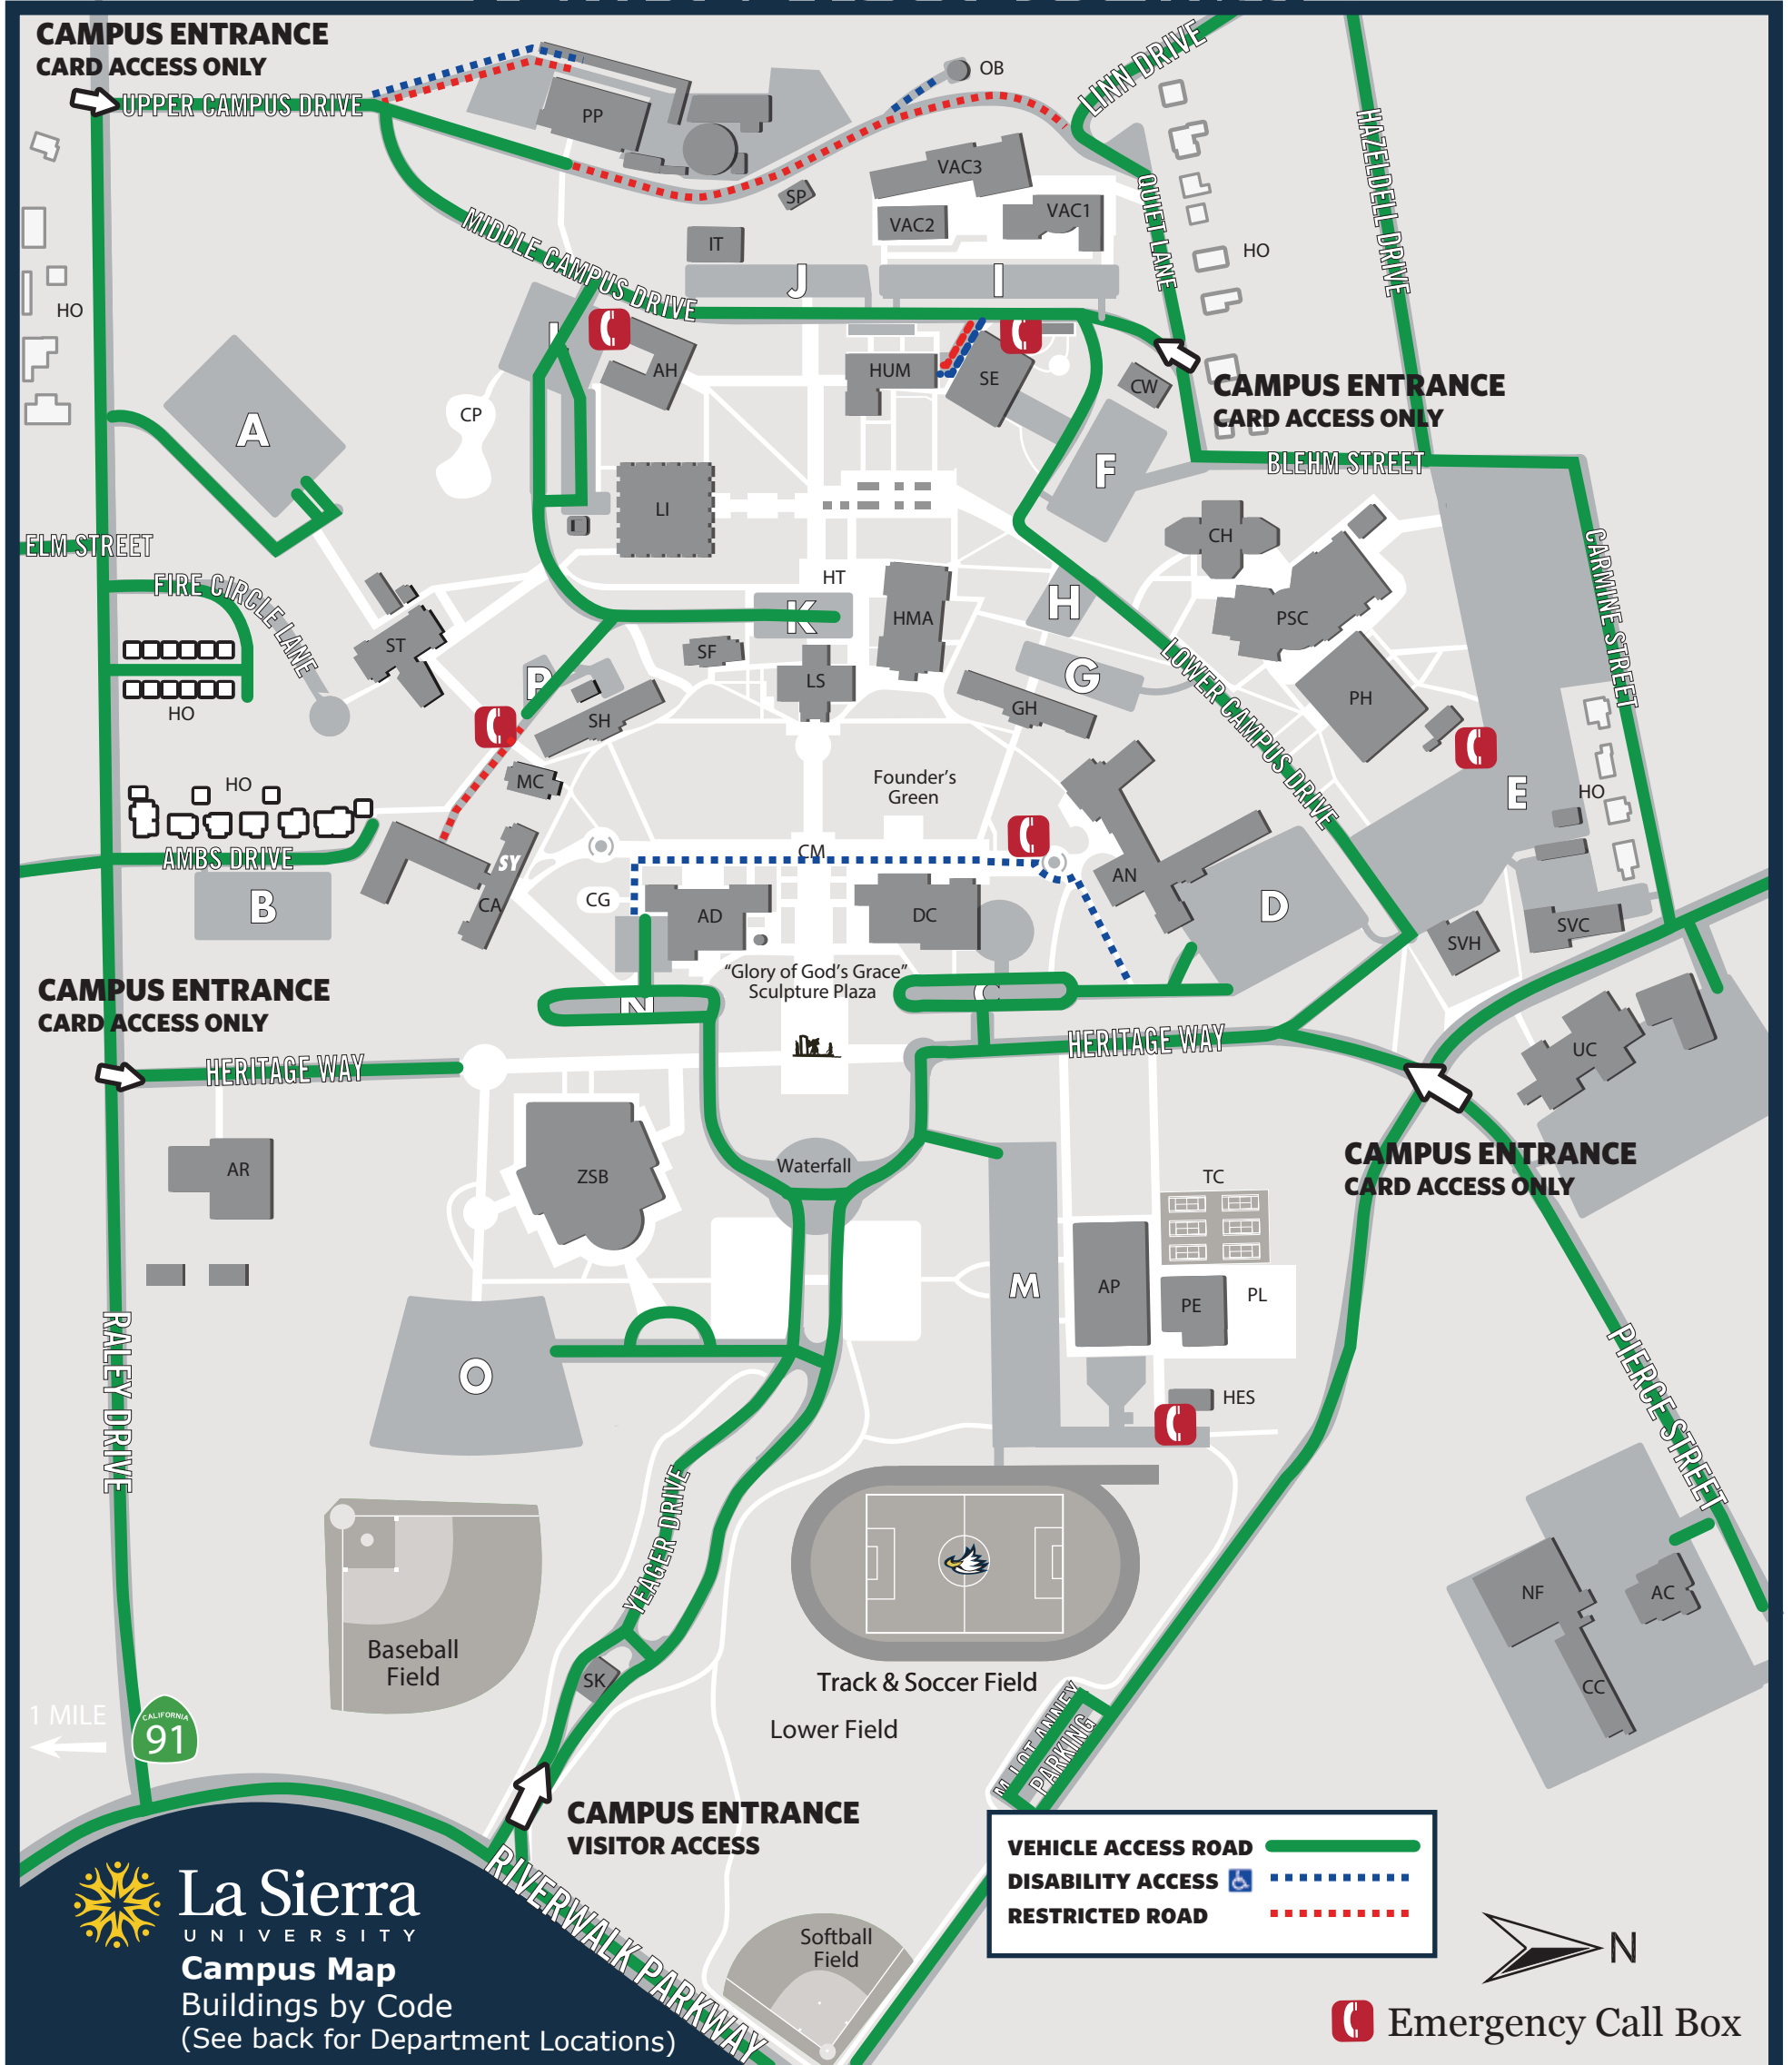 CAMPUS ENTRANCE
CARD ACCESS ONLY
UPPER CAMPUS DRIVE
LINN DRIVE
OB
PP
HAZELDELL DRIVE
VAC3
SP
VAC2
VAC1
QUIET LANE
IT
MIDDLE CAMPUS DRIVE
HO
J
I
HO
L
AH
HUM
SE
CW
CAMPUS ENTRANCE
CARD ACCESS ONLY
CP
A
F
BLEHM STREET
LI
CH
ELM STREET
CARMINE STREET
FIRE CIRCLE LANE
HT
K
HMA
H
PSC
ST
SF
LS
G
LOWER CAMPUS DRIVE
PH
P
SH
GH
HO
MC
HO
Founder's
Green
E
HO
AMBS DRIVE
SY
CM
AN
B
CA
CG
AD
DC
D
SVC
SVH
"Glory of God's Grace"
Sculpture Plaza
N
C
CAMPUS ENTRANCE
CARD ACCESS ONLY
HERITAGE WAY
HERITAGE WAY
UC
CAMPUS ENTRANCE
CARD ACCESS ONLY
AR
ZSB
Waterfall
TC
M
AP
PE
PL
RALEY DRIVE
O
HES
PIERCE STREET
YEAGER DRIVE
NF
AC
Baseball
Field
SK
Track & Soccer Field
CC
Lower Field
M LOT ANNEX
PARKING
1 MILE
CALIFORNIA
91
CAMPUS ENTRANCE
VISITOR ACCESS
RIVERWALK PARKWAY
VEHICLE ACCESS ROAD
DISABILITY ACCESS
RESTRICTED ROAD
La Sierra
UNIVERSITY
Campus Map
Buildings by Code
(See back for Department Locations)
Softball
Field
N
Emergency Call Box